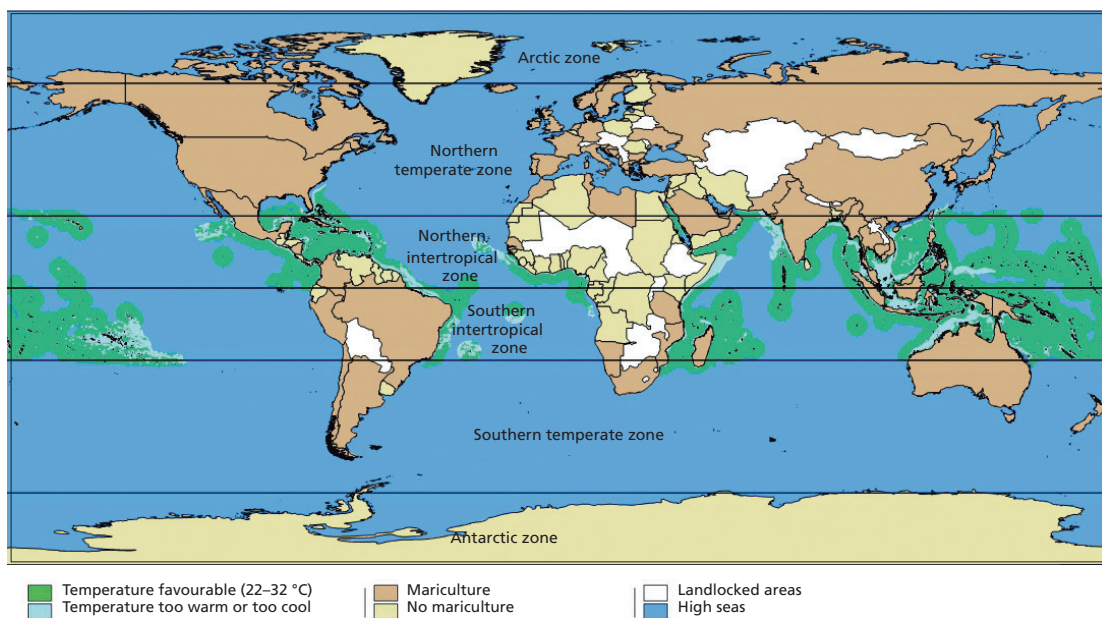 Arctic zone
Northern
temperate zone
Northern
intertropical
zone
Southern
intertropical
zone
Southern temperate zone
Antarctic zone
Temperature favourable (22–32 °C)
Temperature too warm or too cool
Mariculture
No mariculture
Landlocked areas
High seas